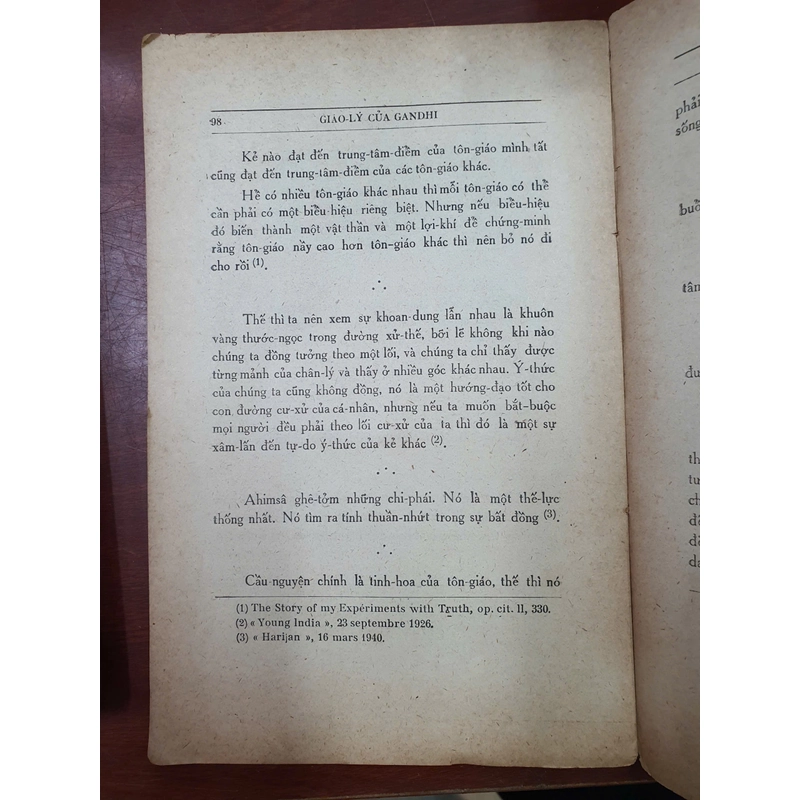 98 GIÁO-LÝ CỦA GANDHI
Kẻ nào đạt đến trung-tâm-điểm của tôn-giáo mình tất
cũng đạt đến trung-tâm-điểm của các tôn-giáo khác.
Hễ có nhiều tôn-giáo khác nhau thì mỗi tôn-giáo có thể
cần phải có một biểu-hiệu riêng biệt. Nhưng nếu biểu-hiệu
đó biến thành một vật thần và một lợi-khí để chứng-minh
rằng tôn-giáo nầy cao hơn tôn-giáo khác thì nên bỏ nó đi
cho rồi (1).
Thế thì ta nên xem sự khoan-dung lẫn nhau là khuôn
vàng thước-ngọc trong đường xử-thế, bởi lẽ không khi nào
chúng ta đồng tưởng theo một lối, và chúng ta chỉ thấy được
từng mảnh của chân-lý và thấy ở nhiều góc khác nhau. Ý-thức
của chúng ta cũng không đồng, nó là một hướng-đạo tốt cho
con đường cư-xử của cá-nhân, nhưng nếu ta muốn bắt-buộc
mọi người đều phải theo lối cư-xử của ta thì đó là một sự
xâm-lấn đến tự-do ý-thức của kẻ khác (2).
Ahimsâ ghê-tởm những chi-phái. Nó là một thế-lực
thống nhất. Nó tìm ra tính thuần-nhứt trong sự bất đồng (3).
Cầu nguyện chính là tinh-hoa của tôn-giáo, thế thì nó
(1) The Story of my Expériments with Truth, op. cit. II, 330.
(2) « Young India », 23 septembre 1926.
(3) « Harijan », 16 mars 1940.
phải
sống
buồ
tâm
đư
th
tư
ch
đồ
đồ